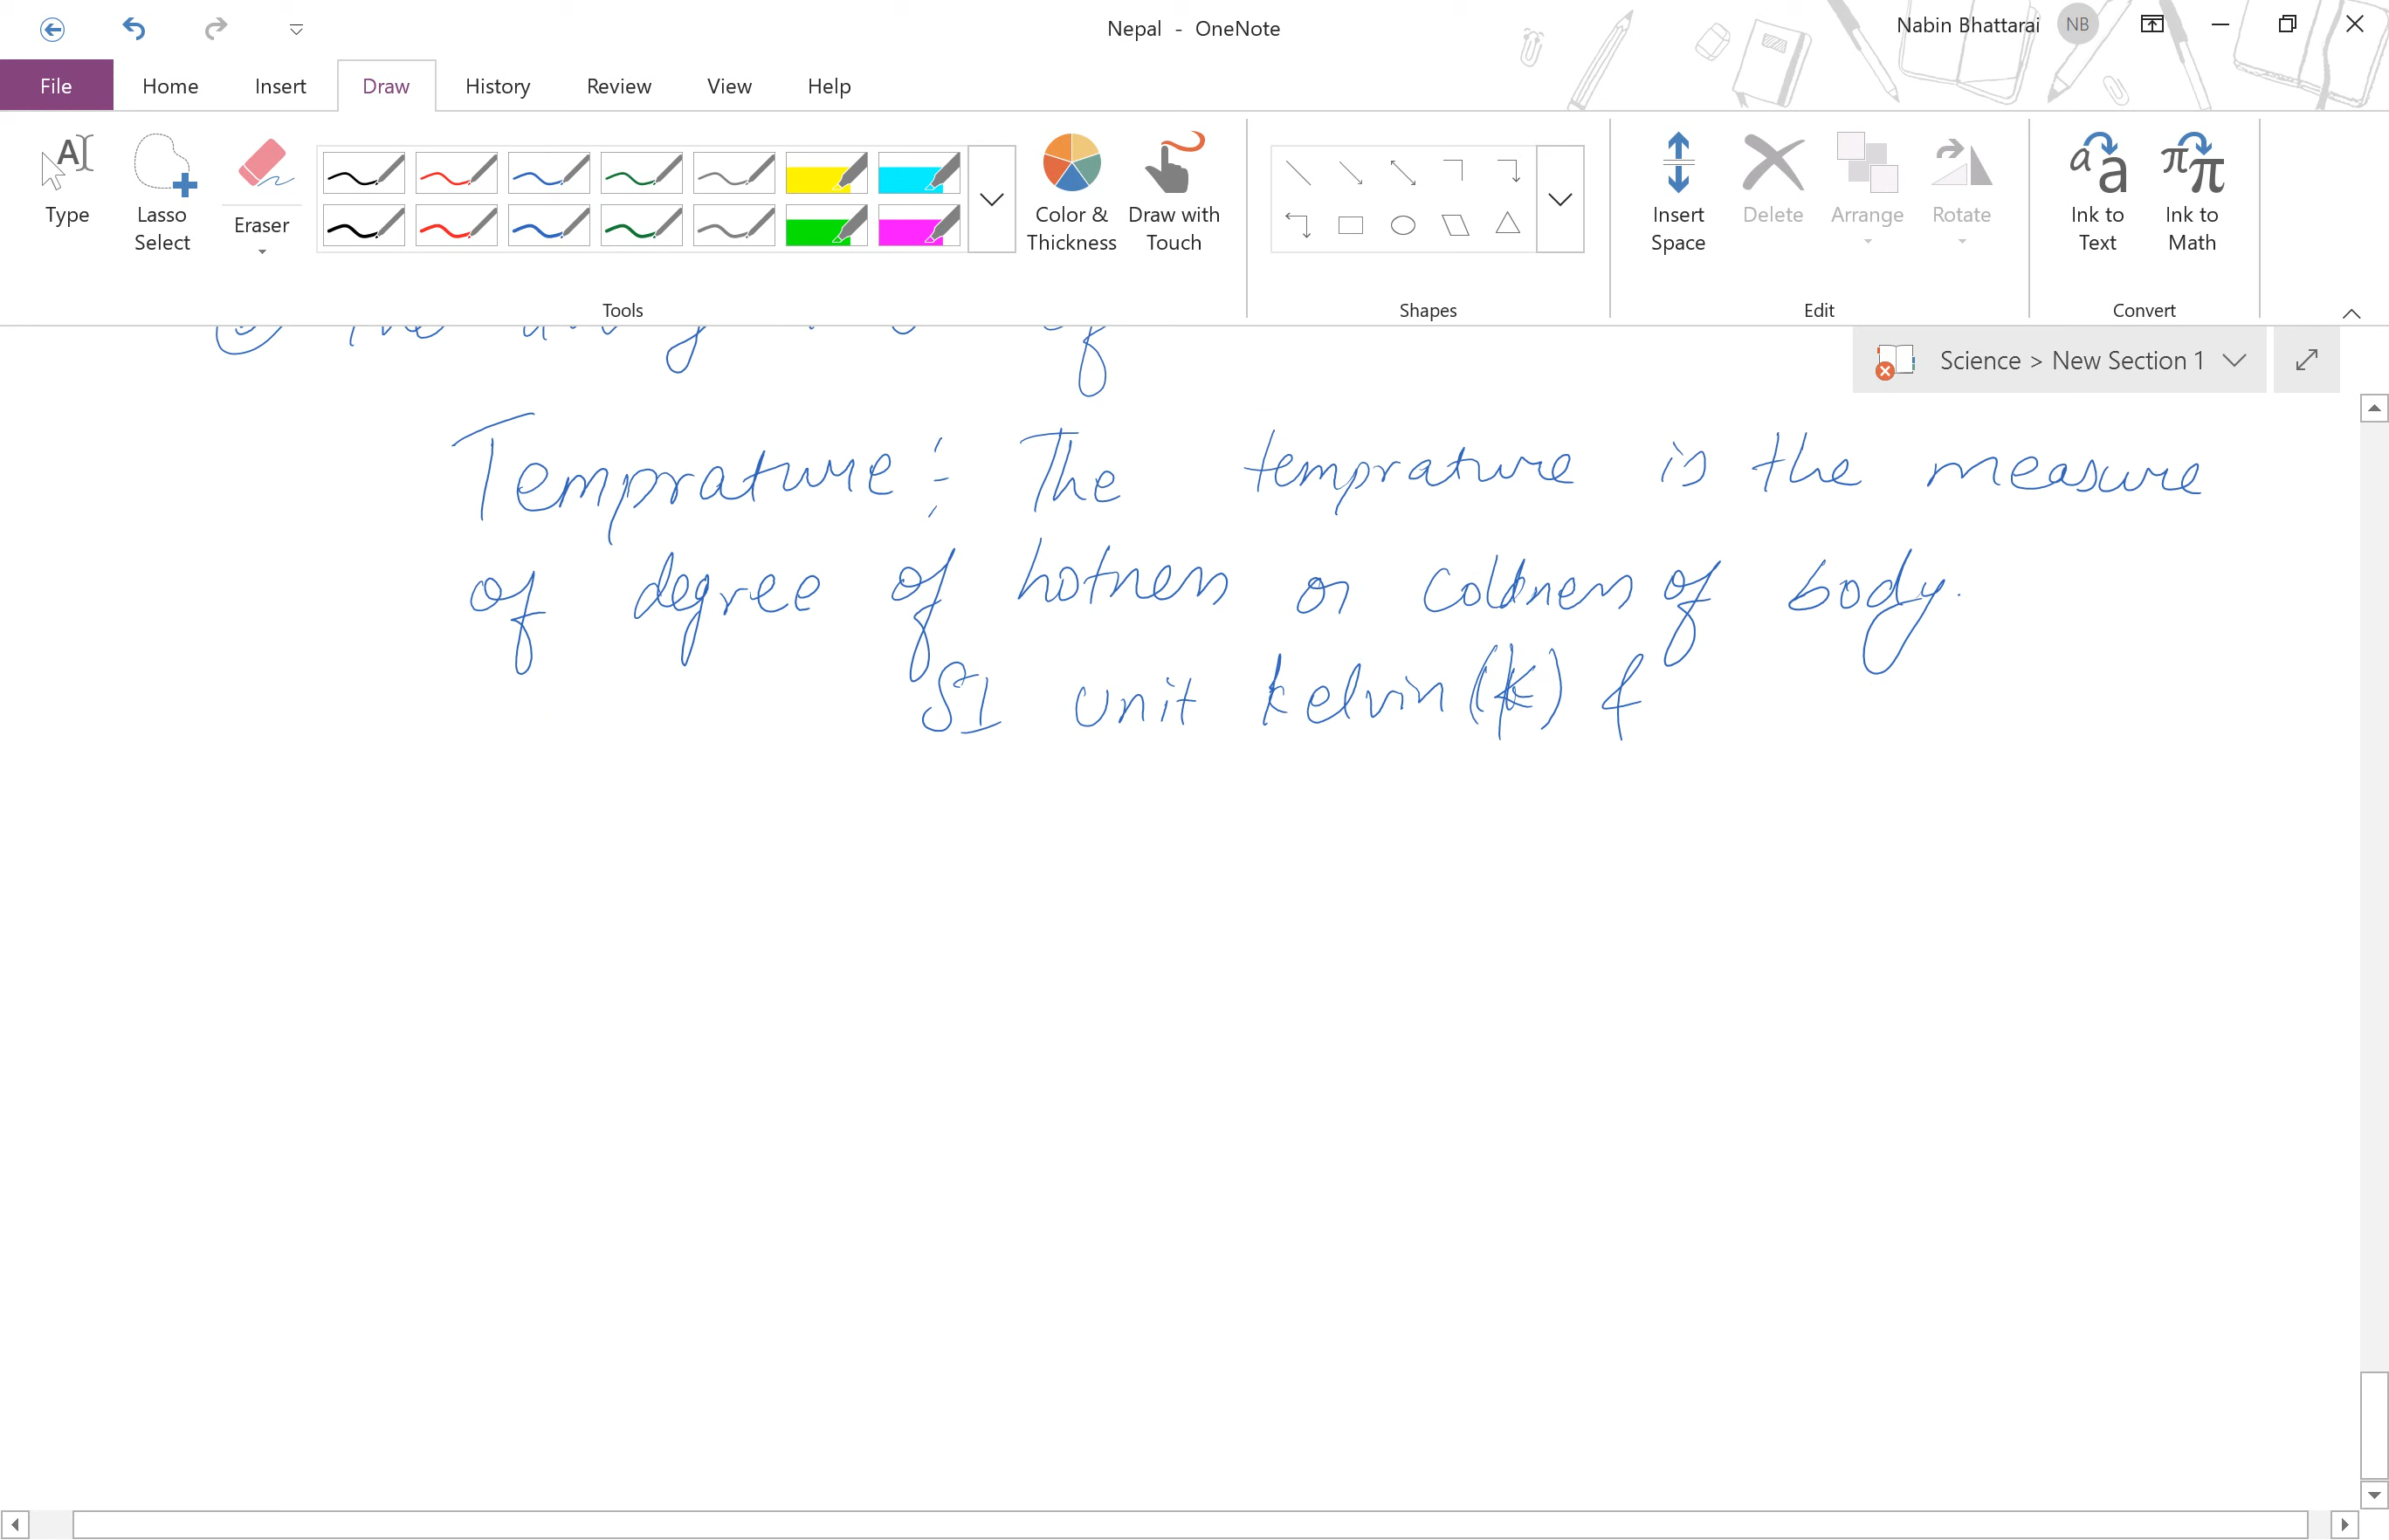 Nepal - OneNote
Nabin Bhattarai NB
File Home Insert Draw History Review View Help
Type
Lasso Select
Eraser
Color & Thickness
Draw with Touch
Insert Space
Delete
Arrange
Rotate
Ink to Text
Ink to Math
Tools Shapes Edit Convert
Science > New Section 1
Temprature : The temprature is the measure
of degree of hotness or coldness of body.
SI unit kelvin (K) f